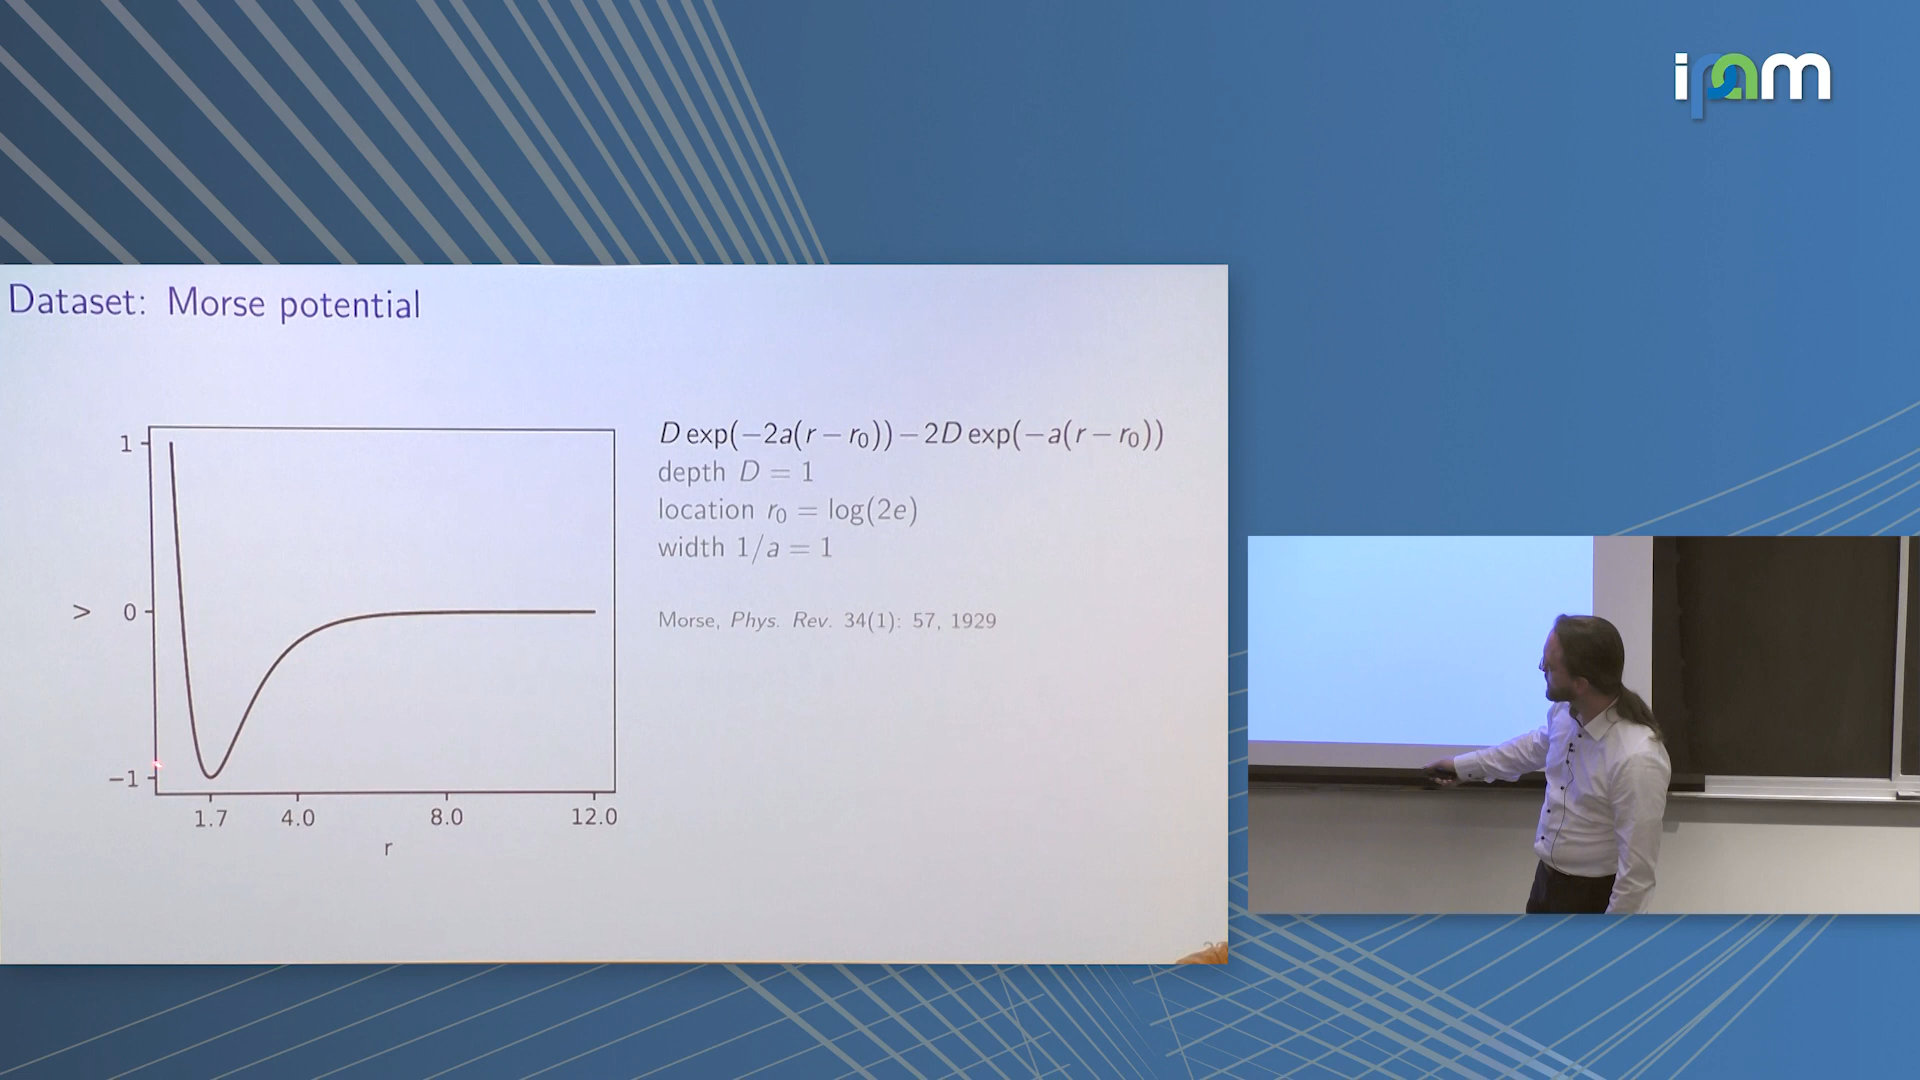 ipam
Dataset: Morse potential
D exp(−2a(r − r₀)) − 2D exp(−a(r − r₀))
depth D = 1
location r₀ = log(2e)
width 1/a = 1
Morse, Phys. Rev. 34(1): 57, 1929
1
0
−1
V
1.7 4.0 8.0 12.0
r